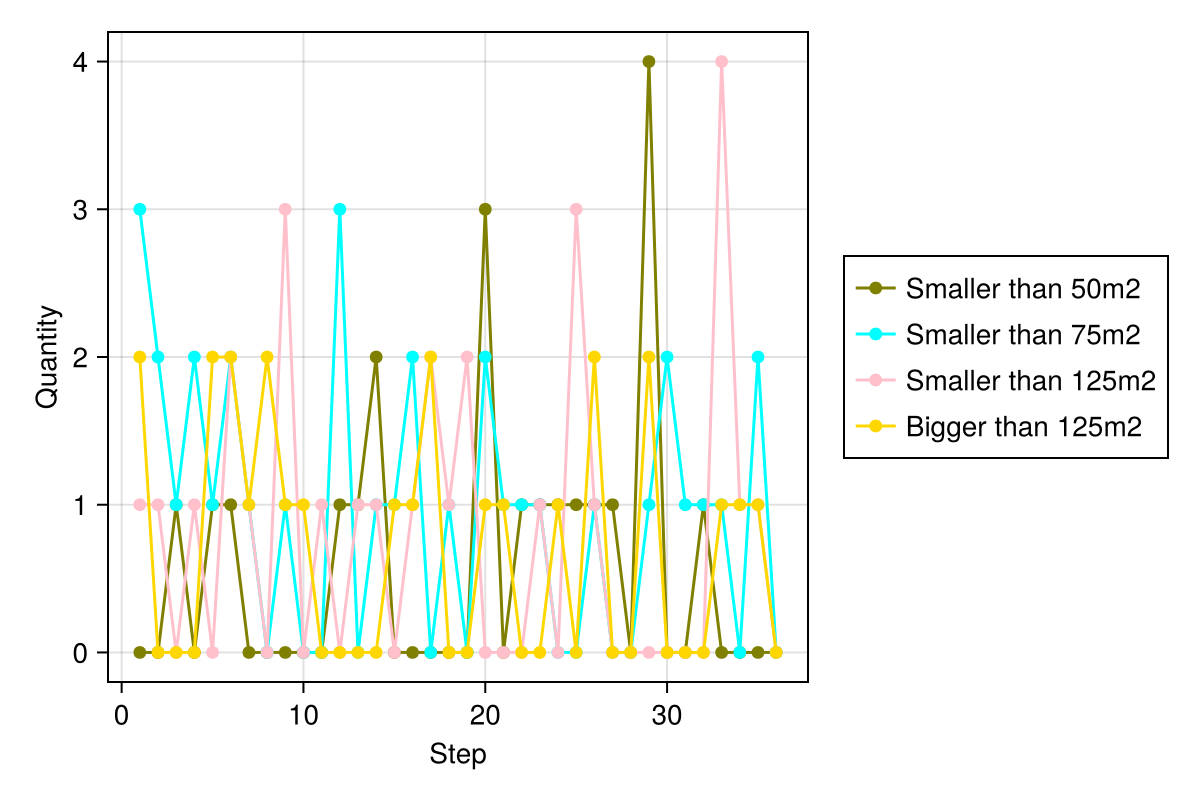 4
3
2
1
0
Quantity
0 10 20 30
Step
Smaller than 50m2
Smaller than 75m2
Smaller than 125m2
Bigger than 125m2